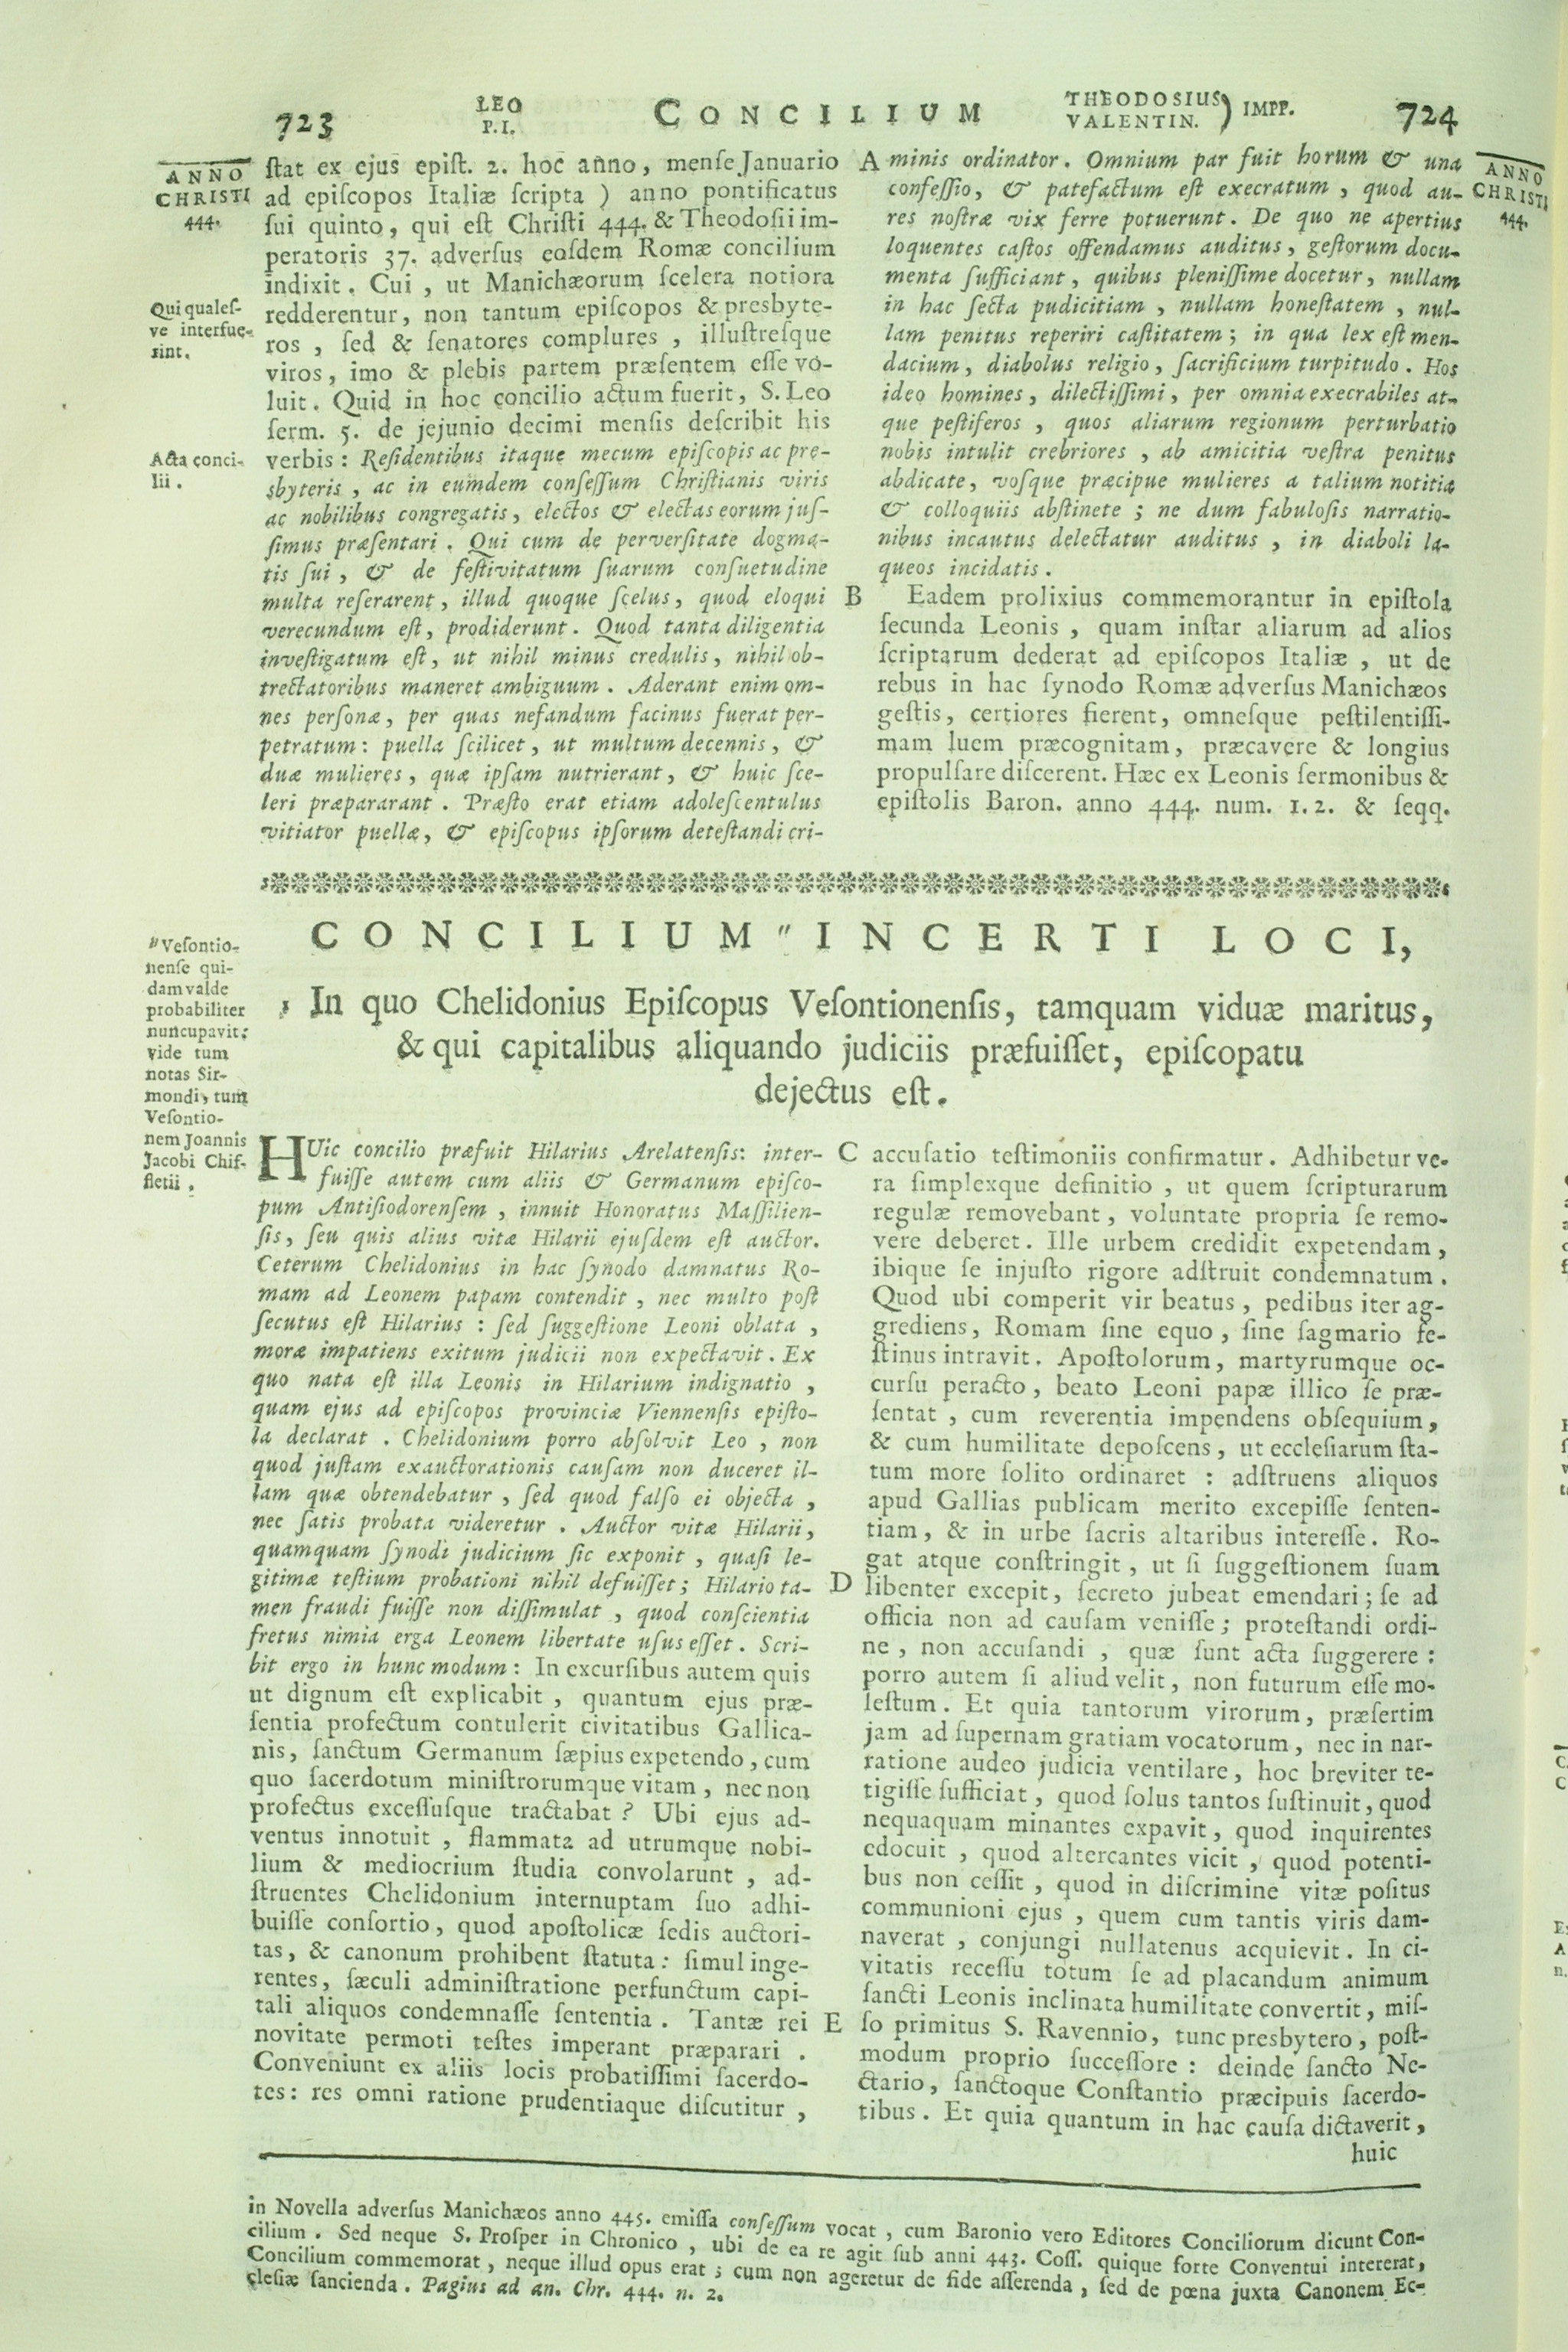 723
LEO
P. I.
CONCILIUM
THEODOSIUS
VALENTIN. ) IMPP.
724
ANNO
CHRISTI
444.
ſtat ex ejus epiſt. 2. hoc anno, menſe Januario
ad epiſcopos Italiæ ſcripta ) anno pontificatus
ſui quinto, qui eſt Chriſti 444. & Theodoſii im-
peratoris 37. adverſus eoſdem Romæ concilium
indixit. Cui, ut Manichæorum ſcelera notiora
Qui qualeſ-
ve interfue-
rint.
redderentur, non tantum epiſcopos & presbyte-
ros, ſed & ſenatores complures, illuſtreſque
viros, imo & plebis partem præſentem eſſe vo-
luit. Quid in hoc concilio actum fuerit, S. Leo
ſerm. 5. de jejunio decimi menſis deſcribit his
Acta conci-
lii.
verbis: Reſidentibus itaque mecum epiſcopis ac pre-
sbyteris, ac in eumdem conſeſſum Chriſtianis viris
ac nobilibus congregatis, electos & electas eorum juſ-
ſimus præſentari. Qui cum de perverſitate dogma-
tis ſui, & de feſtivitatum ſuarum conſuetudine
multa reſerarent, illud quoque ſcelus, quod eloqui
verecundum eſt, prodiderunt. Quod tanta diligentia
inveſtigatum eſt, ut nihil minus credulis, nihil ob-
trectatoribus maneret ambiguum. Aderant enim om-
nes perſonæ, per quas nefandum facinus fuerat per-
petratum: puella ſcilicet, ut multum decennis, &
duæ mulieres, quæ ipſam nutrierant, & huic ſce-
leri præpararant. Præſto erat etiam adoleſcentulus
vitiator puellæ, & epiſcopus ipſorum deteſtandi cri-
A minis ordinator. Omnium par fuit horum & una
ANNO
CHRISTI
444.
confeſſio, & patefactum eſt execratum, quod au-
res noſtræ vix ferre potuerunt. De quo ne apertius
loquentes caſtos offendamus auditus, geſtorum docu-
menta ſufficiant, quibus pleniſſime docetur, nullam
in hac ſecta pudicitiam, nullam honeſtatem, nul-
lam penitus reperiri caſtitatem; in qua lex eſt men-
dacium, diabolus religio, ſacrificium turpitudo. Hos
ideo homines, dilectiſſimi, per omnia execrabiles at-
que peſtiferos, quos aliarum regionum perturbatio
nobis intulit crebriores, ab amicitia veſtra penitus
abdicate, voſque præcipue mulieres a talium notitia
& colloquiis abſtinete; ne dum fabuloſis narratio-
nibus incautus delectatur auditus, in diaboli la-
queos incidatis.
B Eadem prolixius commemorantur in epiſtola
ſecunda Leonis, quam inſtar aliarum ad alios
ſcriptarum dederat ad epiſcopos Italiæ, ut de
rebus in hac ſynodo Romæ adverſus Manichæos
geſtis, certiores fierent, omneſque peſtilentiſſi-
mam luem præcognitam, præcavere & longius
propulſare diſcerent. Hæc ex Leonis ſermonibus &
epiſtolis Baron. anno 444. num. 1. 2. & ſeqq.
CONCILIUM " INCERTI LOCI,
In quo Chelidonius Epiſcopus Veſontionenſis, tamquam viduæ maritus,
& qui capitalibus aliquando judiciis præfuiſſet, epiſcopatu
dejectus eſt.
" Veſontio-
nenſe qui-
dam valde
probabiliter
nuncupavit:
vide tum
notas Sir-
mondi, tum
Veſontio-
nem Joannis
Jacobi Chif-
fletii.
HUic concilio præfuit Hilarius Arelatenſis: inter-
fuiſſe autem cum aliis & Germanum epiſco-
pum Antiſiodorenſem, innuit Honoratus Maſſilien-
ſis, ſeu quis alius vitæ Hilarii ejuſdem eſt auctor.
Ceterum Chelidonius in hac ſynodo damnatus Ro-
mam ad Leonem papam contendit, nec multo poſt
ſecutus eſt Hilarius: ſed ſuggeſtione Leoni oblata,
moræ impatiens exitum judicii non expectavit. Ex
quo nata eſt illa Leonis in Hilarium indignatio,
quam ejus ad epiſcopos provinciæ Viennenſis epiſto-
la declarat. Chelidonium porro abſolvit Leo, non
quod juſtam exauctorationis cauſam non duceret il-
lam quæ obtendebatur, ſed quod falſo ei objecta,
nec ſatis probata videretur. Auctor vitæ Hilarii,
quamquam ſynodi judicium ſic exponit, quaſi le-
gitimæ teſtium probationi nihil defuiſſet; Hilario ta-
men fraudi fuiſſe non diſſimulat, quod conſcientia
fretus nimia erga Leonem libertate uſus eſſet. Scri-
bit ergo in hunc modum: In excurſibus autem quis
ut dignum eſt explicabit, quantum ejus præ-
ſentia profectum contulerit civitatibus Gallica-
nis, ſanctum Germanum ſæpius expetendo, cum
quo ſacerdotum miniſtrorumque vitam, nec non
profectus exceſſuſque tractabat? Ubi ejus ad-
ventus innotuit, flammata ad utrumque nobi-
lium & mediocrium ſtudia convolarunt, ad-
ſtruentes Chelidonium internuptam ſuo adhi-
buiſſe conſortio, quod apoſtolicæ ſedis auctori-
tas, & canonum prohibent ſtatuta: ſimul inge-
rentes, ſæculi adminiſtratione perfunctum capi-
tali aliquos condemnaſſe ſententia. Tantæ rei
novitate permoti teſtes imperant præparari.
Conveniunt ex aliis locis probatiſſimi ſacerdo-
tes: res omni ratione prudentiaque diſcutitur,
C accuſatio teſtimoniis confirmatur. Adhibetur ve-
ra ſimplexque definitio, ut quem ſcripturarum
regulæ removebant, voluntate propria ſe remo-
vere deberet. Ille urbem credidit expetendam,
ibique ſe injuſto rigore adſtruit condemnatum.
Quod ubi comperit vir beatus, pedibus iter ag-
grediens, Romam ſine equo, ſine ſagmario fe-
ſtinus intravit. Apoſtolorum, martyrumque oc-
curſu peracto, beato Leoni papæ illico ſe præ-
ſentat, cum reverentia impendens obſequium,
& cum humilitate depoſcens, ut eccleſiarum ſta-
tum more ſolito ordinaret: adſtruens aliquos
apud Gallias publicam merito excepiſſe ſenten-
tiam, & in urbe ſacris altaribus intereſſe. Ro-
gat atque conſtringit, ut ſi ſuggeſtionem ſuam
D libenter excepit, ſecreto jubeat emendari; ſe ad
officia non ad cauſam veniſſe; proteſtandi ordi-
ne, non accuſandi, quæ ſunt acta ſuggerere:
porro autem ſi aliud velit, non futurum eſſe mo-
leſtum. Et quia tantorum virorum, præſertim
jam ad ſupernam gratiam vocatorum, nec in nar-
ratione audeo judicia ventilare, hoc breviter te-
tigiſſe ſufficiat, quod ſolus tantos ſuſtinuit, quod
nequaquam minantes expavit, quod inquirentes
edocuit, quod altercantes vicit, quod potenti-
bus non ceſſit, quod in diſcrimine vitæ poſitus
communioni ejus, quem cum tantis viris dam-
naverat, conjungi nullatenus acquievit. In ci-
vitatis receſſu totum ſe ad placandum animum
ſancti Leonis inclinata humilitate convertit, miſ-
E ſo primitus S. Ravennio, tunc presbytero, poſt-
modum proprio ſucceſſore: deinde ſancto Ne-
ctario, ſanctoque Conſtantio præcipuis ſacerdo-
tibus. Et quia quantum in hac cauſa dictaverit,
huic
in Novella adverſus Manichæos anno 445. emiſſa conſeſſum vocat, cum Baronio vero Editores Conciliorum dicunt Con-
cilium. Sed neque S. Proſper in Chronico, ubi de ea re agit ſub anni 443. Coſſ. quique forte Conventui intererat,
Concilium commemorat, neque illud opus erat; cum non ageretur de fide aſſerenda, ſed de pœna juxta Canonem Ec-
cleſiæ ſancienda. Pagius ad an. Chr. 444. n. 2.